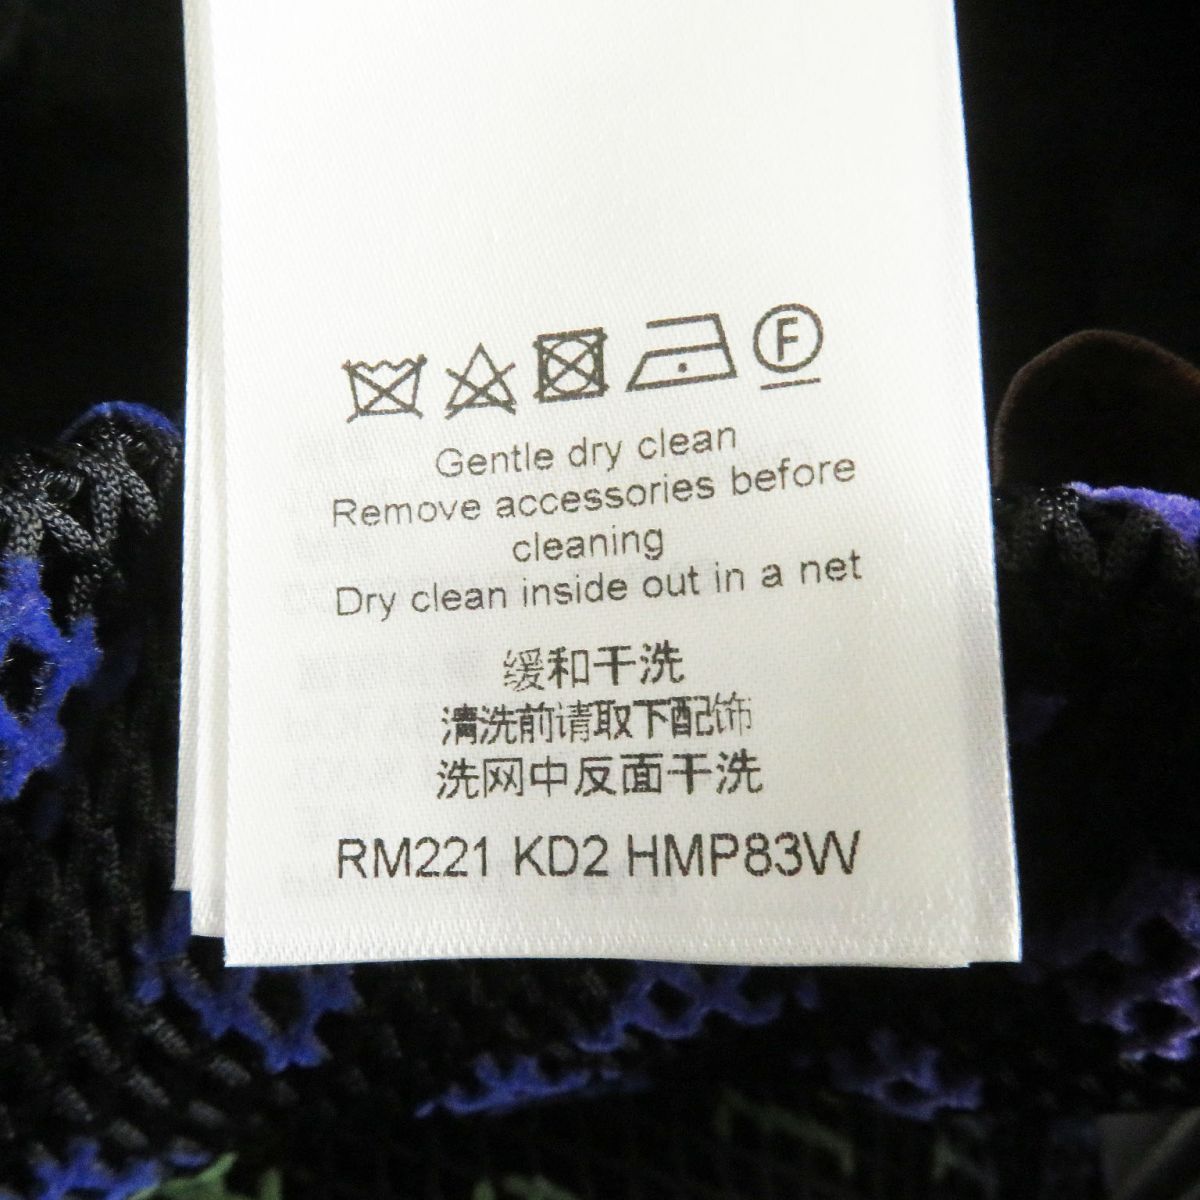 F
Gentle dry clean
Remove accessories before
cleaning
Dry clean inside out in a net
缓和干洗
清洗前请取下配饰
洗网中反面干洗
RM221 KD2 HMP83W